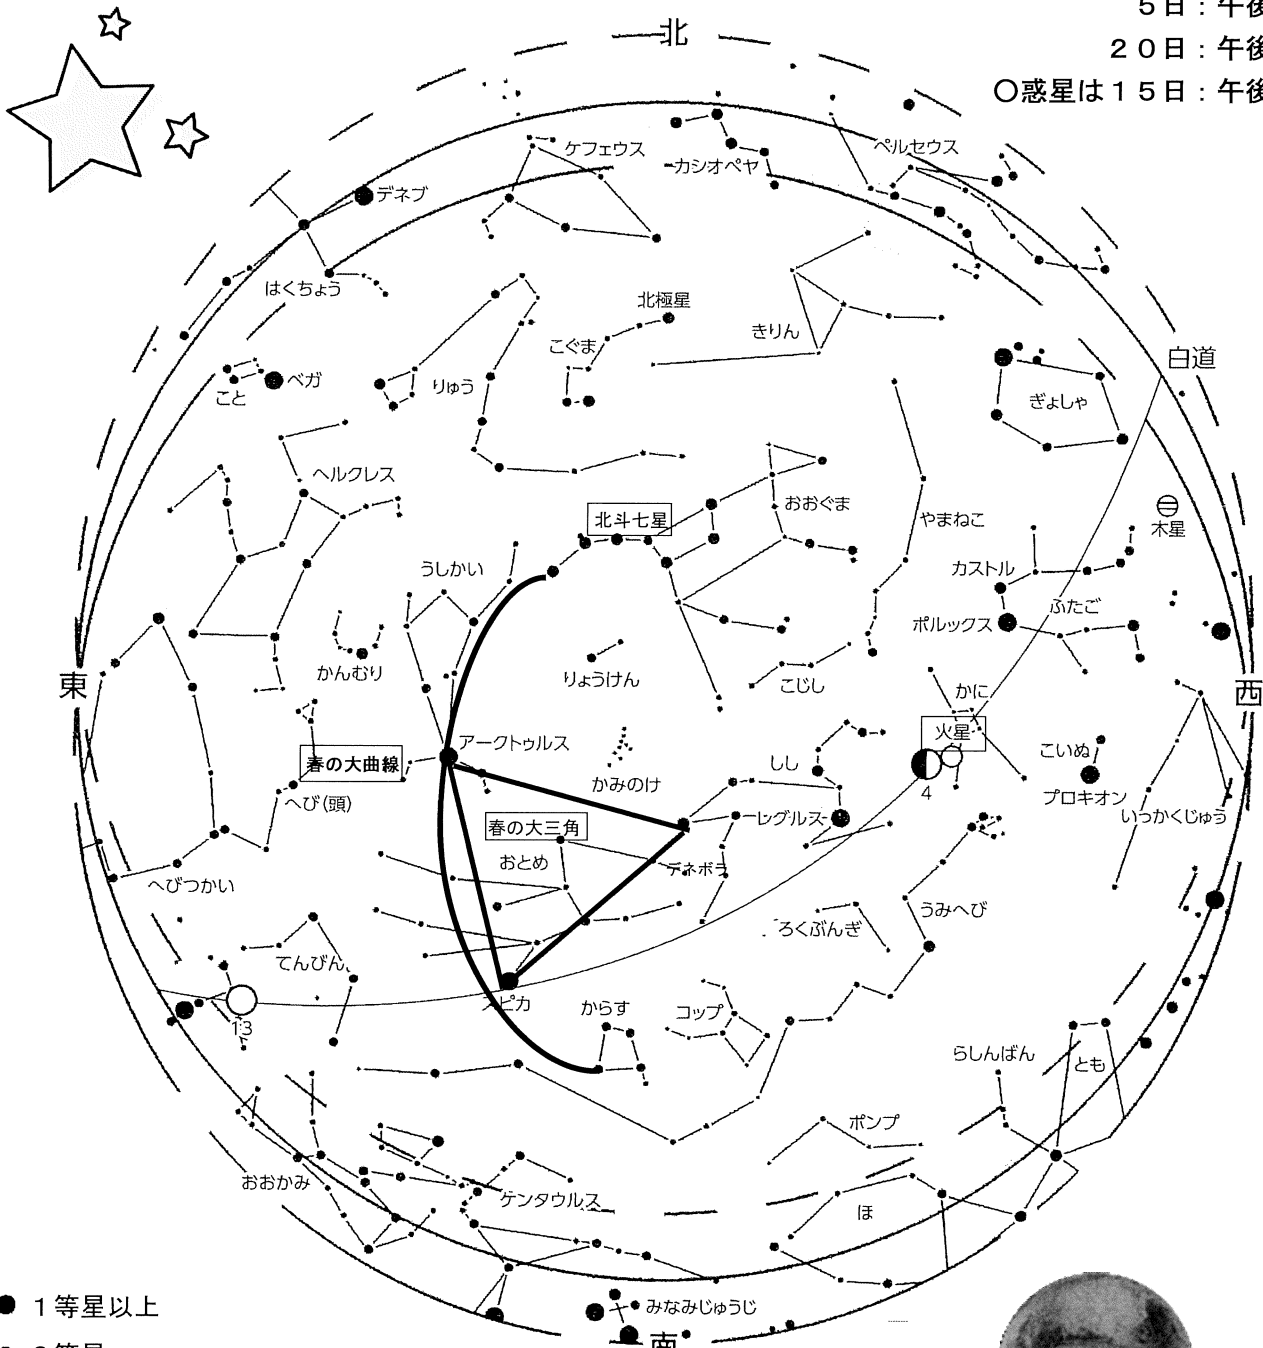 北
5日：午後
20日：午後
○惑星は15日：午後
ケフェウス
カシオペヤ
ペルセウス
デネブ
はくちょう
北極星
こぐま
きりん
白道
こと
ベガ
りゅう
ぎょしゃ
ヘルクレス
北斗七星
おおぐま
やまねこ
木星
うしかい
カストル
ふたご
ポルックス
かんむり
りょうけん
こじし
東
西
かに
火星
アークトゥルス
春の大曲線
かみのけ
しし
こいぬ
4
プロキオン
へび(頭)
レグルス
いっかくじゅう
春の大三角
おとめ
デネボラ
へびつかい
うみへび
ろくぶんぎ
てんびん
スピカ
からす
コップ
13
らしんばん
とも
ポンプ
おおかみ
ケンタウルス
ほ
1等星以上
みなみじゅうじ
南